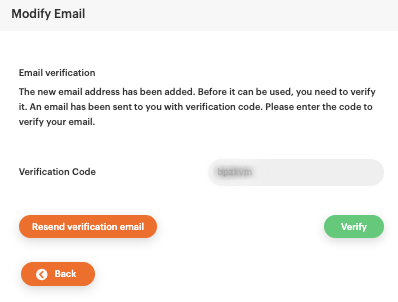 Modify Email
Email verification
The new email address has been added. Before it can be used, you need to verify
it. An email has been sent to you with verification code. Please enter the code to
verify your email.
Verification Code
Resend verification email
Verify
Back